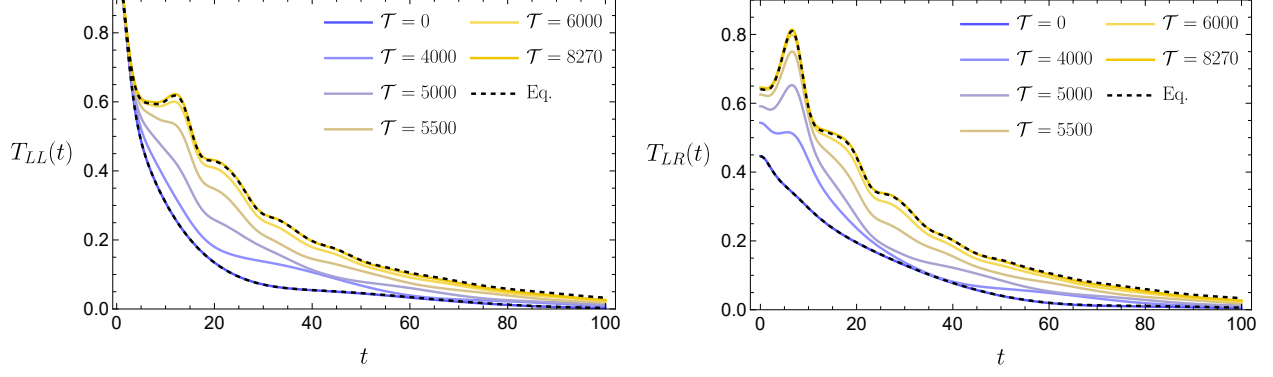 0.8
0.6
0.4
0.2
0.0
T_{LL}(t)
𝒯 = 0
𝒯 = 4000
𝒯 = 5000
𝒯 = 5500
𝒯 = 6000
𝒯 = 8270
Eq.
0 20 40 60 80 100
t
0.8
0.6
0.4
0.2
0.0
T_{LR}(t)
𝒯 = 0
𝒯 = 4000
𝒯 = 5000
𝒯 = 5500
𝒯 = 6000
𝒯 = 8270
Eq.
0 20 40 60 80 100
t